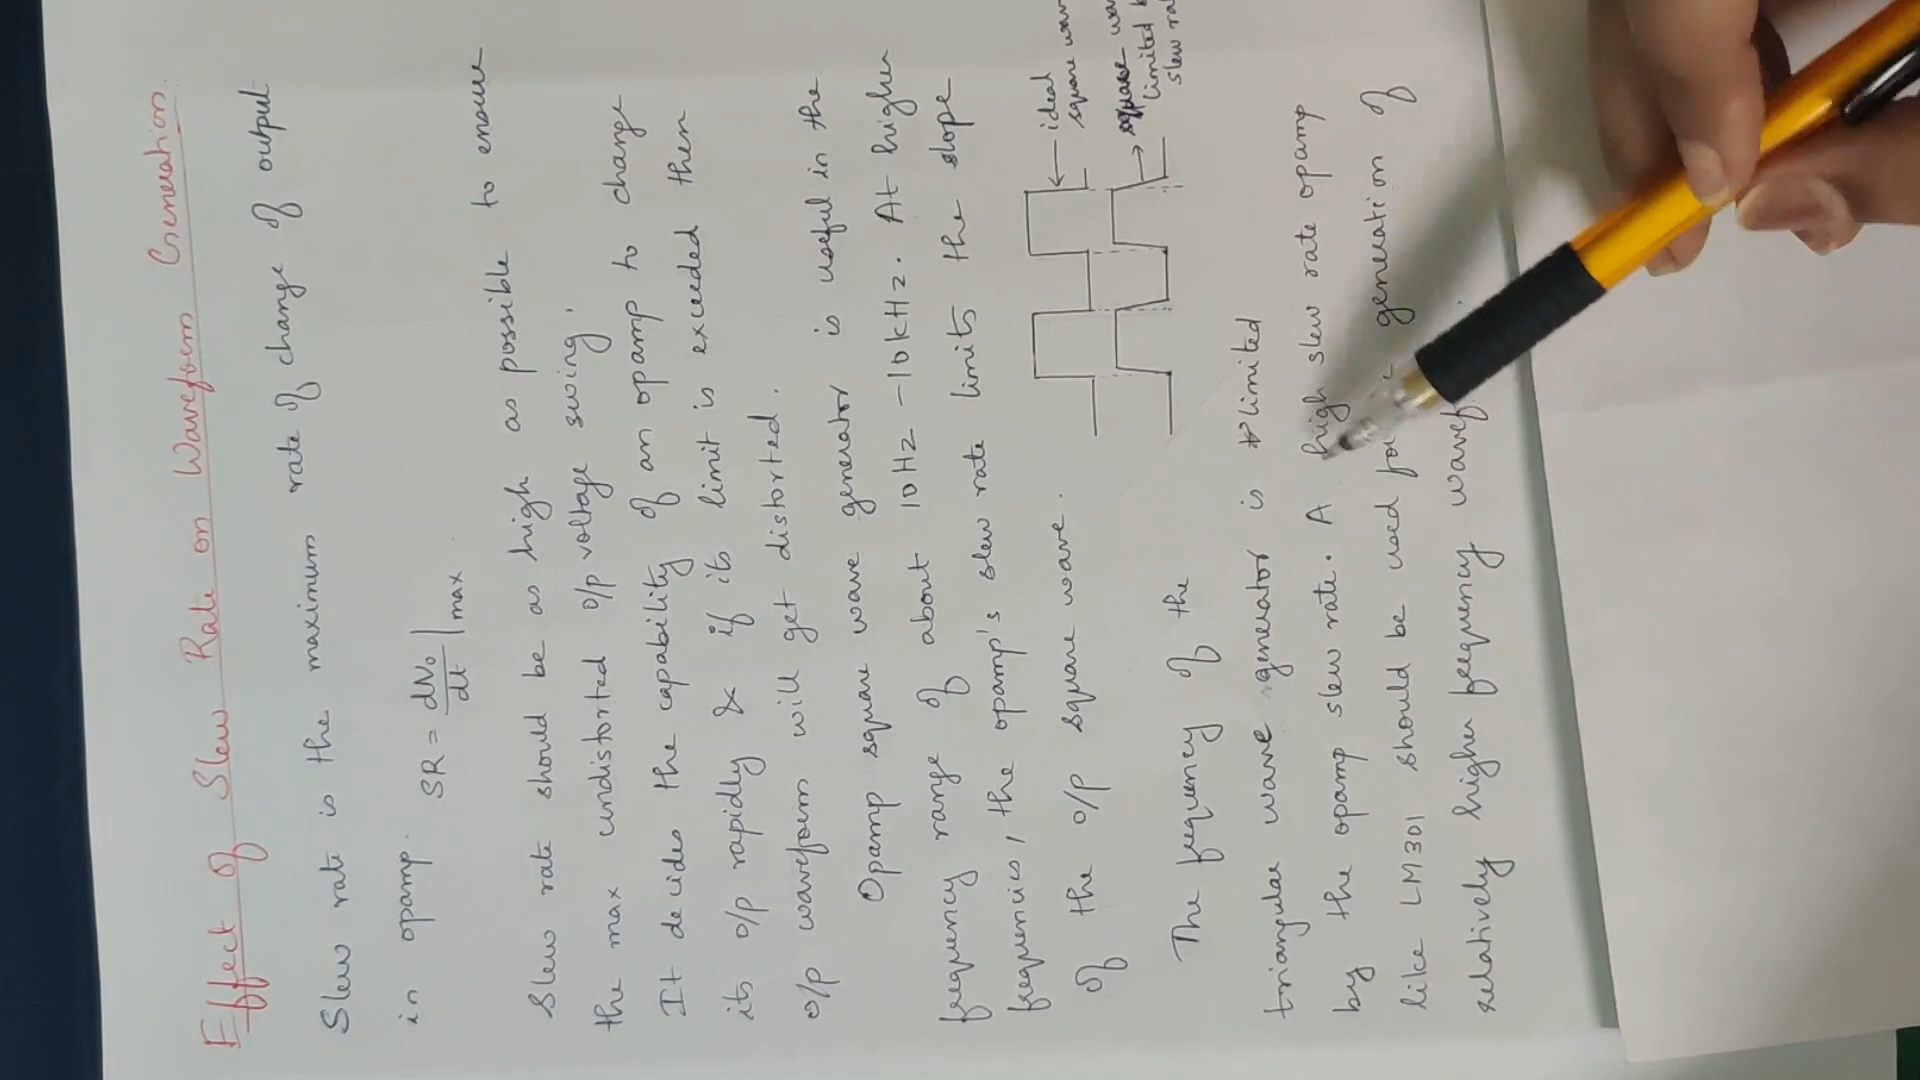 Effect of Slew Rate on Waveform Generation
Slew rate is the maximum rate of change of output
in opamp. SR = dVo/dt | max
Slew rate should be as high as possible to ensure
the max undistorted o/p voltage swing.
It decides the capability of an opamp to change
its o/p rapidly & if its limit is exceeded then
o/p waveform will get distorted.
Opamp square wave generator is useful in the
frequency range of about 10Hz - 10kHz. At higher
frequencies, the opamp's slew rate limits the slope
of the o/p square wave.
ideal
square wav
square wa
limited b
slew ra
The frequency of the
triangular wave generator is limited
by the opamp slew rate. A high slew rate opamp
like LM301 should be used generation of
relatively higher frequency